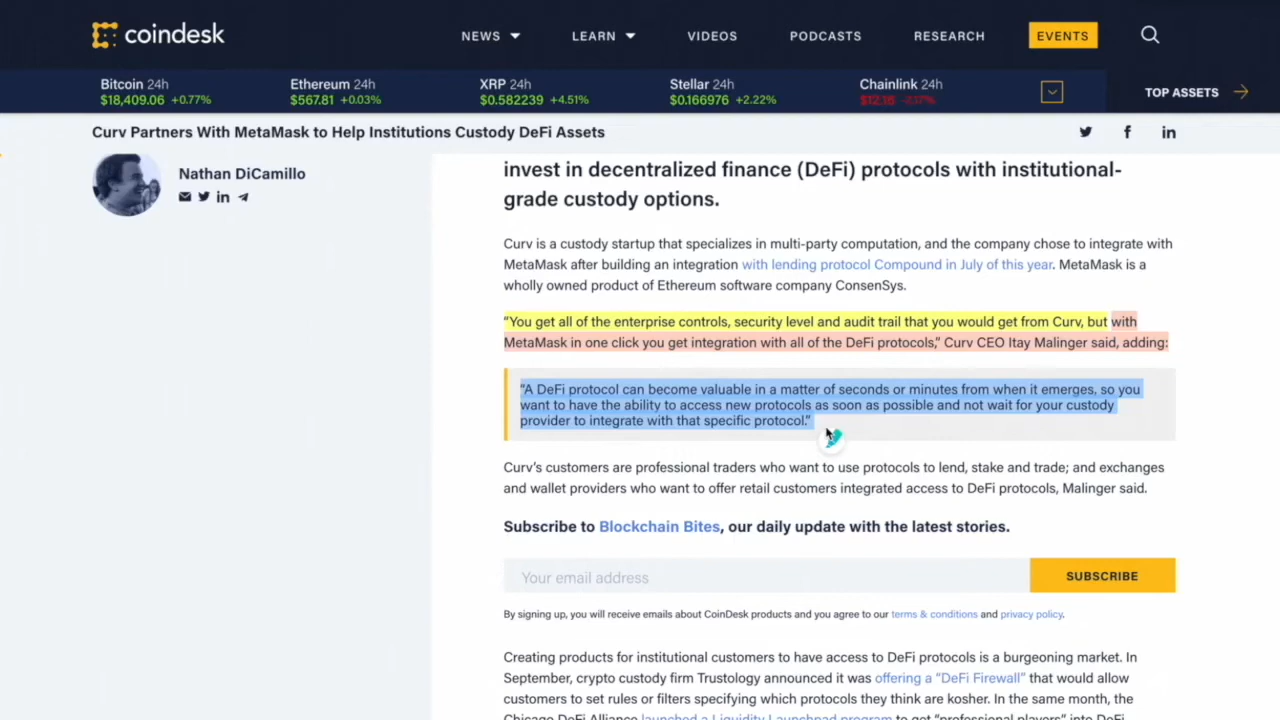 coindesk
NEWS LEARN VIDEOS PODCASTS RESEARCH EVENTS
Bitcoin 24h Ethereum 24h XRP 24h Stellar 24h Chainlink 24h
$18,409.06 +0.77% $567.81 +0.03% $0.582239 +4.51% $0.166976 +2.22%
TOP ASSETS
Curv Partners With MetaMask to Help Institutions Custody DeFi Assets
Nathan DiCamillo
invest in decentralized finance (DeFi) protocols with institutional-
grade custody options.
Curv is a custody startup that specializes in multi-party computation, and the company chose to integrate with
MetaMask after building an integration with lending protocol Compound in July of this year. MetaMask is a
wholly owned product of Ethereum software company ConsenSys.
“You get all of the enterprise controls, security level and audit trail that you would get from Curv, but with
MetaMask in one click you get integration with all of the DeFi protocols,” Curv CEO Itay Malinger said, adding:
“A DeFi protocol can become valuable in a matter of seconds or minutes from when it emerges, so you
want to have the ability to access new protocols as soon as possible and not wait for your custody
provider to integrate with that specific protocol.”
Curv’s customers are professional traders who want to use protocols to lend, stake and trade; and exchanges
and wallet providers who want to offer retail customers integrated access to DeFi protocols, Malinger said.
Subscribe to Blockchain Bites, our daily update with the latest stories.
Your email address
SUBSCRIBE
By signing up, you will receive emails about CoinDesk products and you agree to our terms & conditions and privacy policy.
Creating products for institutional customers to have access to DeFi protocols is a burgeoning market. In
September, crypto custody firm Trustology announced it was offering a “DeFi Firewall” that would allow
customers to set rules or filters specifying which protocols they think are kosher. In the same month, the
Chicago DeFi Alliance launched a Liquidity Launchpad program to get “professional players” into DeFi